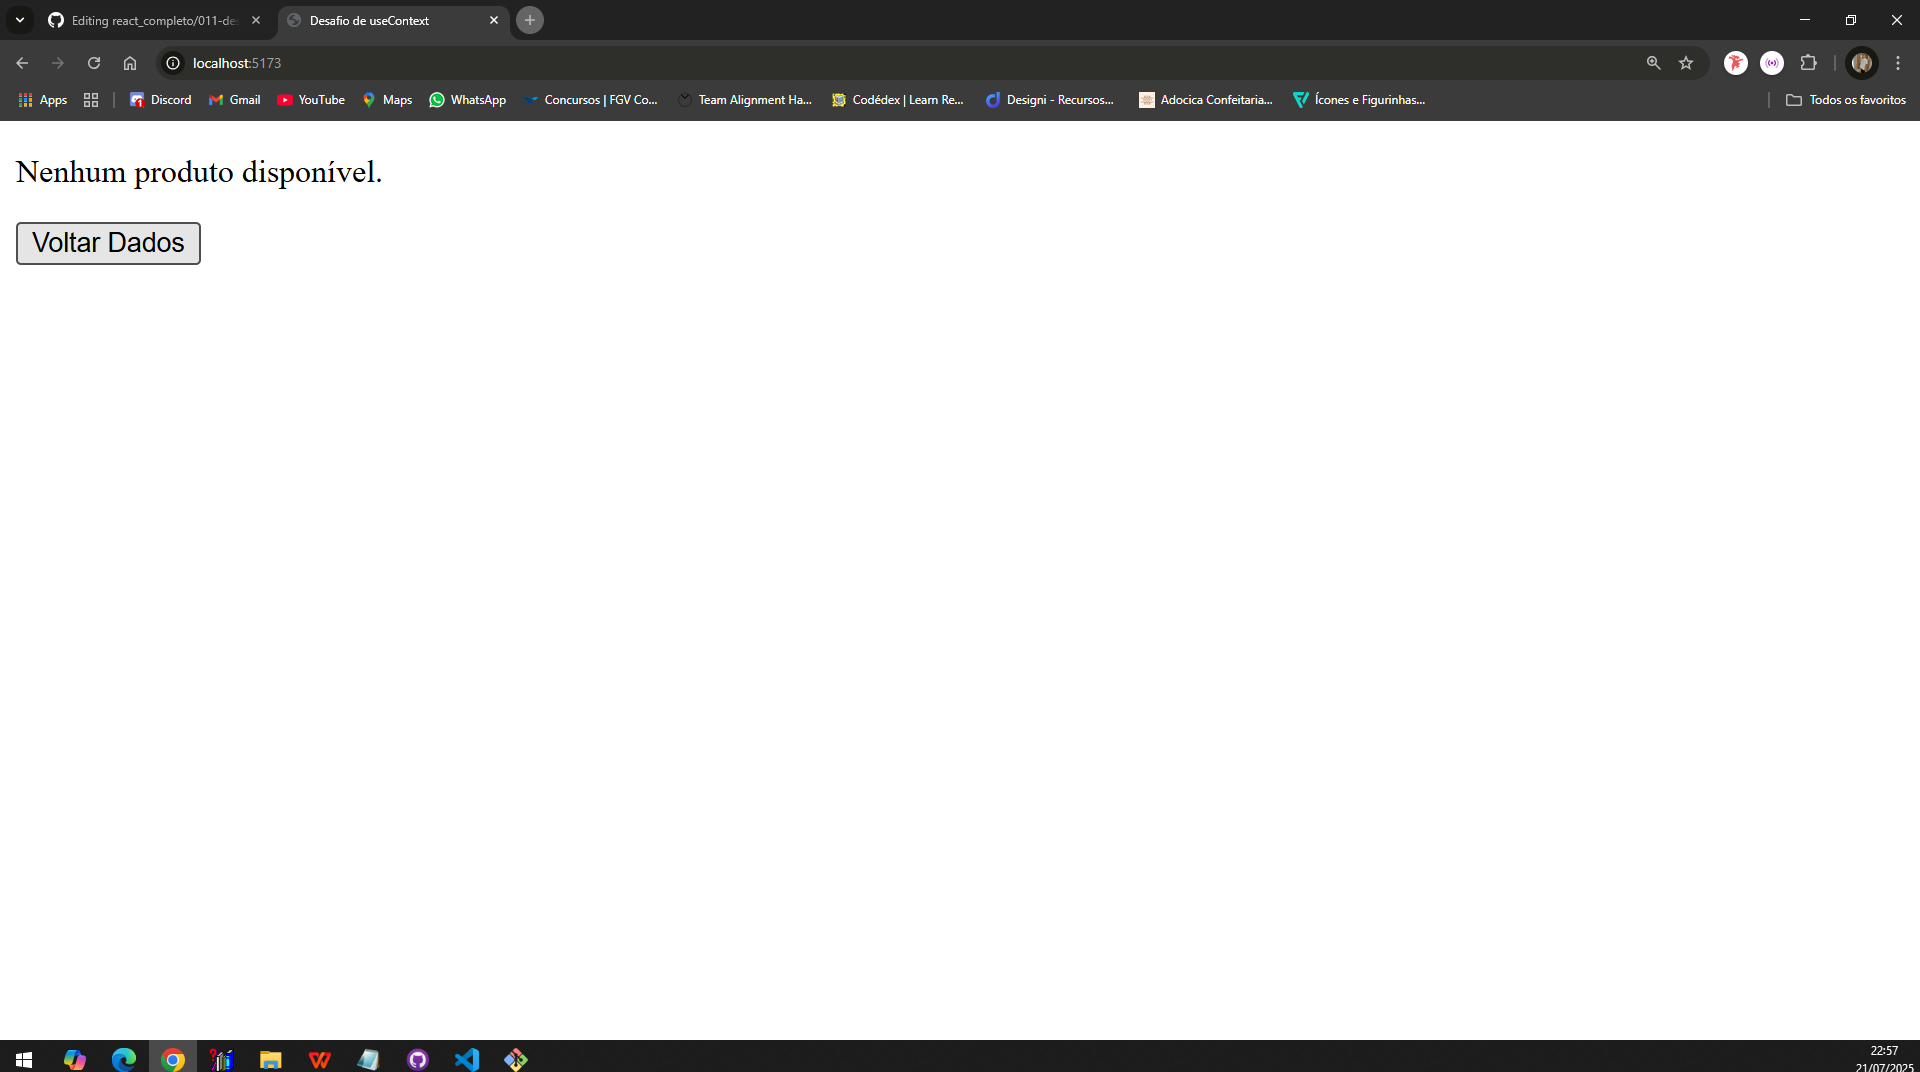 Editing react_completo/011-de
Desafio de useContext
localhost:5173
Apps
Discord
Gmail
YouTube
Maps
WhatsApp
Concursos | FGV Co...
Team Alignment Ha...
Codédex | Learn Re...
Designi - Recursos...
Adocica Confeitaria...
Ícones e Figurinhas...
Todos os favoritos
Nenhum produto disponível.
Voltar Dados
22:57
21/07/2025